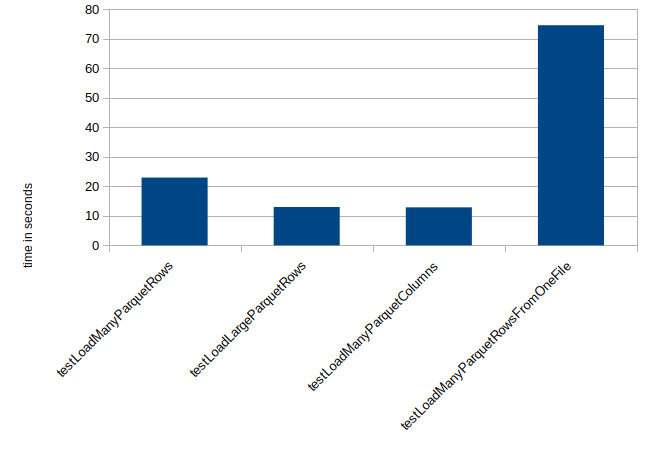 80
70
60
50
40
30
20
10
0
time in seconds
testLoadManyParquetRows
testLoadLargeParquetRows
testLoadManyParquetColumns
testLoadManyParquetRowsFromOneFile